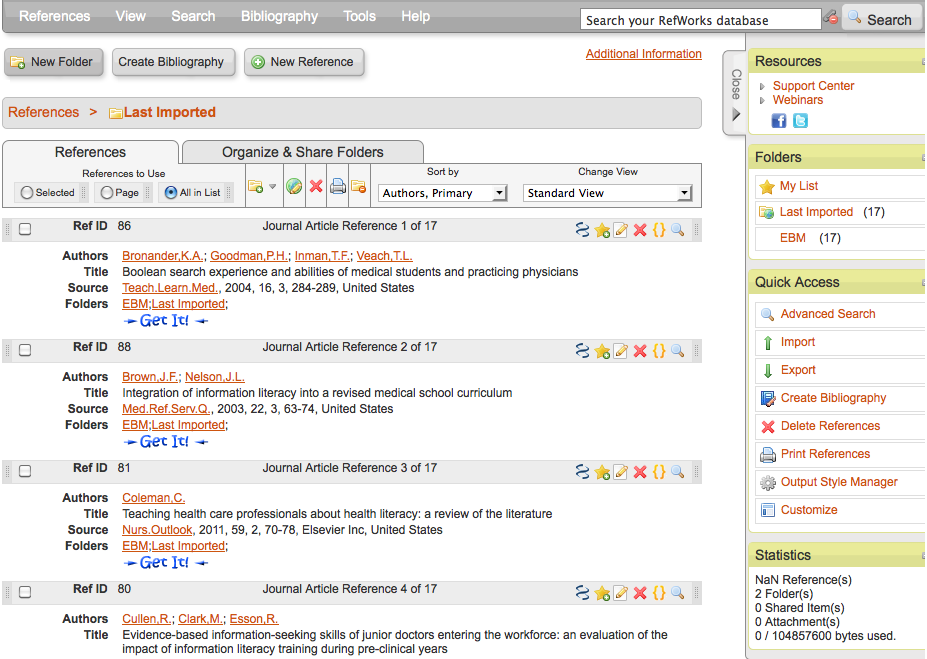 References View Search Bibliography Tools Help Search your RefWorks database Search
New Folder Create Bibliography New Reference Additional Information
References > Last Imported
References Organize & Share Folders
References to Use Sort by Change View
Selected Page All in List Authors, Primary Standard View
Ref ID 86 Journal Article Reference 1 of 17
Authors Bronander,K.A.; Goodman,P.H.; Inman,T.F.; Veach,T.L.
Title Boolean search experience and abilities of medical students and practicing physicians
Source Teach.Learn.Med., 2004, 16, 3, 284-289, United States
Folders EBM;Last Imported;
Get It!
Ref ID 88 Journal Article Reference 2 of 17
Authors Brown,J.F.; Nelson,J.L.
Title Integration of information literacy into a revised medical school curriculum
Source Med.Ref.Serv.Q., 2003, 22, 3, 63-74, United States
Folders EBM;Last Imported;
Get It!
Ref ID 81 Journal Article Reference 3 of 17
Authors Coleman,C.
Title Teaching health care professionals about health literacy: a review of the literature
Source Nurs.Outlook, 2011, 59, 2, 70-78, Elsevier Inc, United States
Folders EBM;Last Imported;
Get It!
Ref ID 80 Journal Article Reference 4 of 17
Authors Cullen,R.; Clark,M.; Esson,R.
Title Evidence-based information-seeking skills of junior doctors entering the workforce: an evaluation of the
impact of information literacy training during pre-clinical years
Close
Resources
Support Center
Webinars
Folders
My List
Last Imported (17)
EBM (17)
Quick Access
Advanced Search
Import
Export
Create Bibliography
Delete References
Print References
Output Style Manager
Customize
Statistics
NaN Reference(s)
2 Folder(s)
0 Shared Item(s)
0 Attachment(s)
0 / 104857600 bytes used.